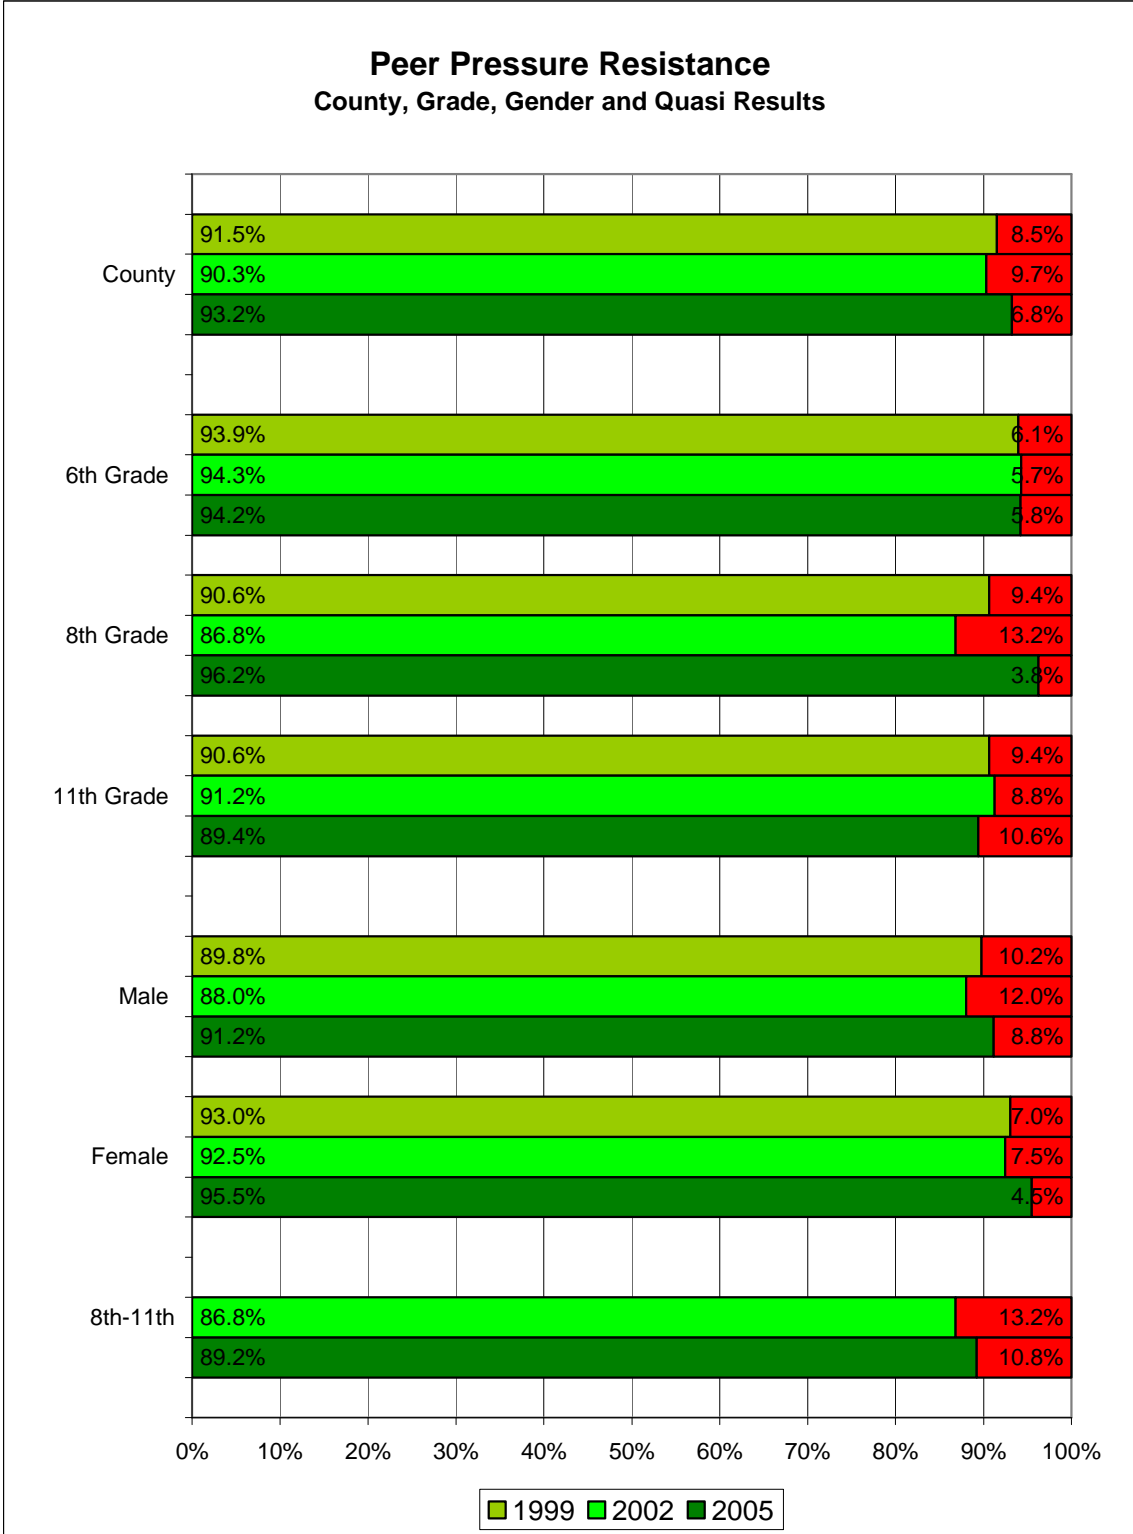 Peer Pressure Resistance
County, Grade, Gender and Quasi Results
91.5% 8.5%
County 90.3% 9.7%
93.2% 6.8%
93.9% 6.1%
6th Grade 94.3% 5.7%
94.2% 5.8%
90.6% 9.4%
8th Grade 86.8% 13.2%
96.2% 3.8%
90.6% 9.4%
11th Grade 91.2% 8.8%
89.4% 10.6%
89.8% 10.2%
Male 88.0% 12.0%
91.2% 8.8%
93.0% 7.0%
Female 92.5% 7.5%
95.5% 4.5%
8th-11th 86.8% 13.2%
89.2% 10.8%
0% 10% 20% 30% 40% 50% 60% 70% 80% 90% 100%
1999 2002 2005